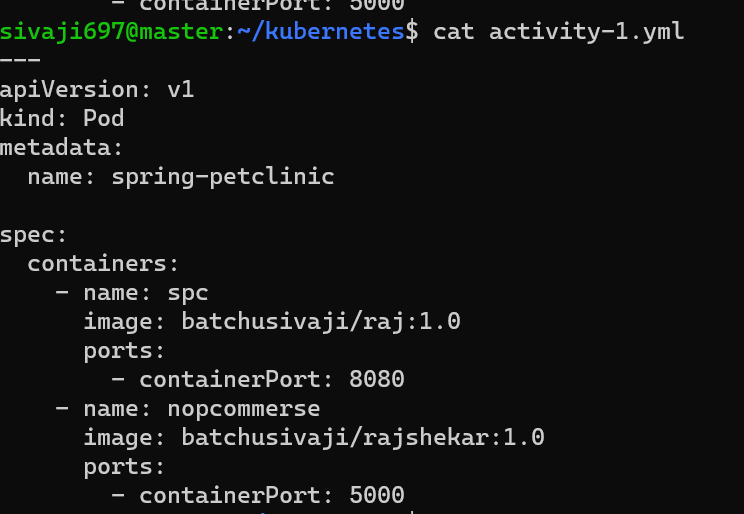 - containerPort: 5000
sivaji697@master:~/kubernetes$ cat activity-1.yml
---
apiVersion: v1
kind: Pod
metadata:
  name: spring-petclinic

spec:
  containers:
    - name: spc
      image: batchusivaji/raj:1.0
      ports:
        - containerPort: 8080
    - name: nopcommerse
      image: batchusivaji/rajshekar:1.0
      ports:
        - containerPort: 5000